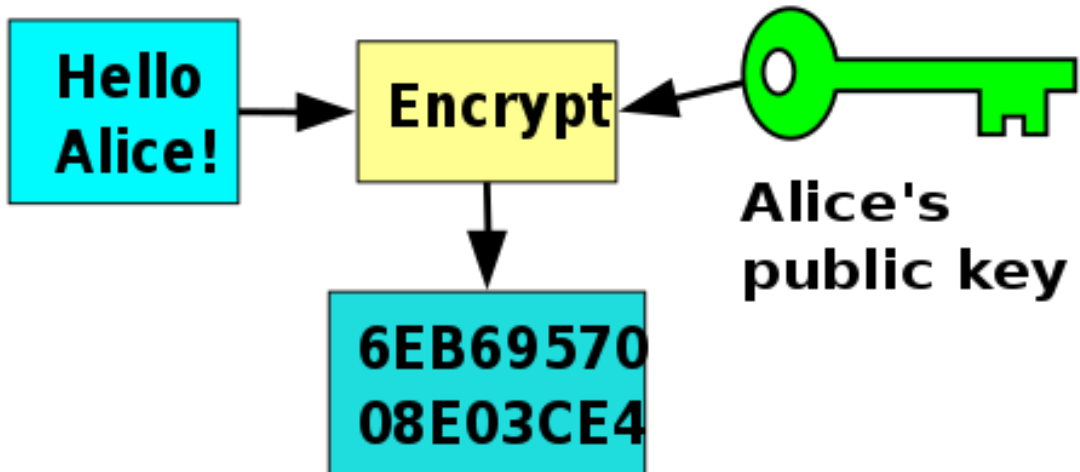 Hello
Alice!
Encrypt
Alice's
public key
6EB69570
08E03CE4